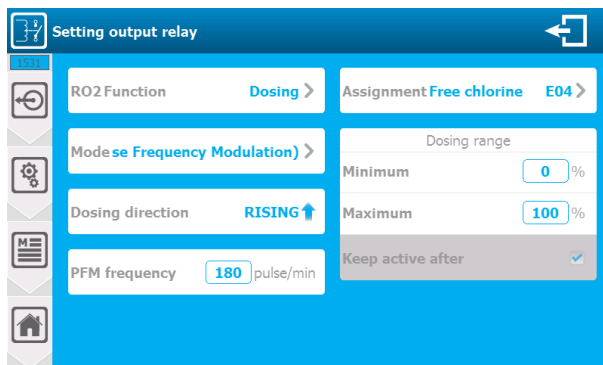 Setting output relay
1531
RO2 Function Dosing >
Assignment Free chlorine E04 >
Mode se Frequency Modulation) >
Dosing range
Minimum 0 %
Dosing direction RISING
Maximum 100 %
Keep active after
PFM frequency 180 pulse/min
M